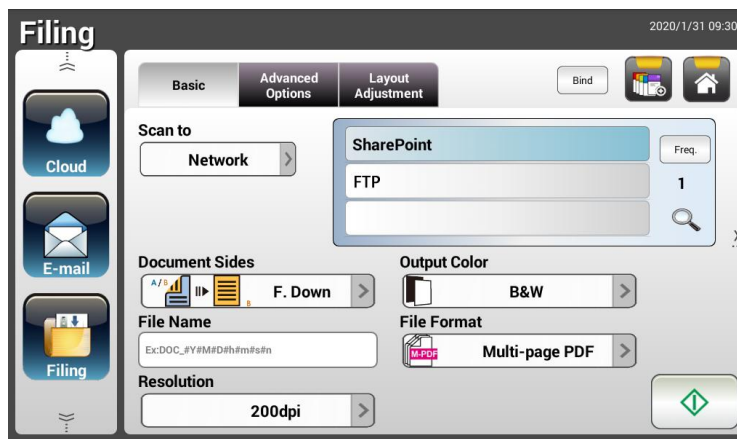 Filing
2020/1/31 09:30
Cloud
E-mail
Filing
Basic
Advanced
Options
Layout
Adjustment
Bind
Scan to
Network
SharePoint
FTP
Freq.
1
Document Sides
A/B
B
F. Down
Output Color
B&W
File Name
Ex:DOC_#Y#M#D#h#m#s#n
File Format
M-PDF
Multi-page PDF
Resolution
200dpi